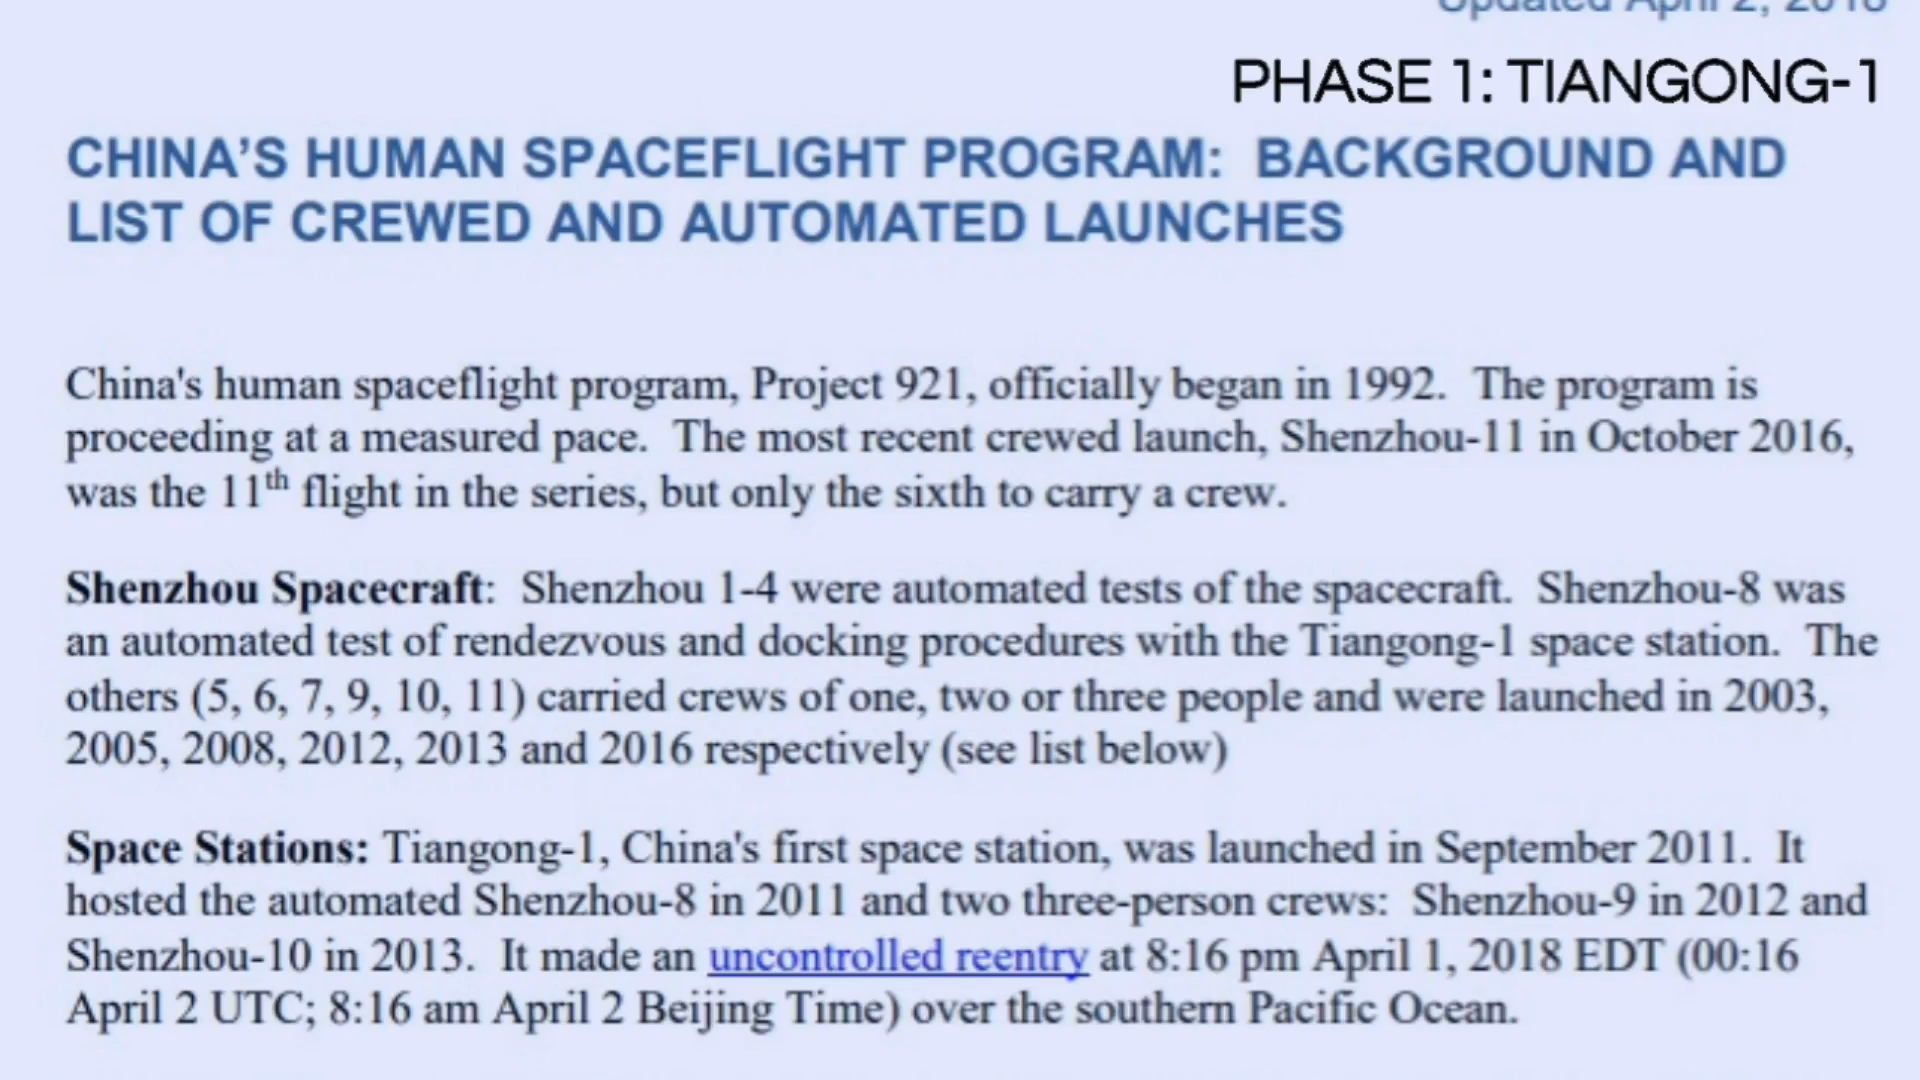 Updated April 2, 2018
PHASE 1: TIANGONG-1
CHINA'S HUMAN SPACEFLIGHT PROGRAM:  BACKGROUND AND
LIST OF CREWED AND AUTOMATED LAUNCHES
China's human spaceflight program, Project 921, officially began in 1992.  The program is
proceeding at a measured pace.  The most recent crewed launch, Shenzhou-11 in October 2016,
was the 11th flight in the series, but only the sixth to carry a crew.
Shenzhou Spacecraft:  Shenzhou 1-4 were automated tests of the spacecraft.  Shenzhou-8 was
an automated test of rendezvous and docking procedures with the Tiangong-1 space station.  The
others (5, 6, 7, 9, 10, 11) carried crews of one, two or three people and were launched in 2003,
2005, 2008, 2012, 2013 and 2016 respectively (see list below)
Space Stations: Tiangong-1, China's first space station, was launched in September 2011.  It
hosted the automated Shenzhou-8 in 2011 and two three-person crews:  Shenzhou-9 in 2012 and
Shenzhou-10 in 2013.  It made an uncontrolled reentry at 8:16 pm April 1, 2018 EDT (00:16
April 2 UTC; 8:16 am April 2 Beijing Time) over the southern Pacific Ocean.